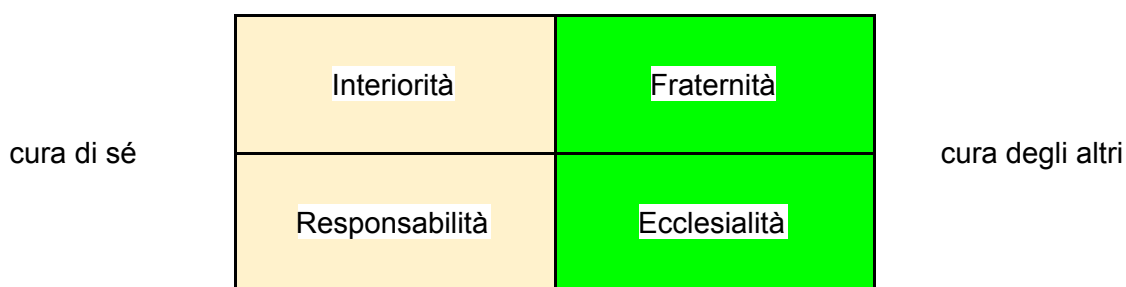 Interiorità
Fraternità
cura di sé
cura degli altri
Responsabilità
Ecclesialità